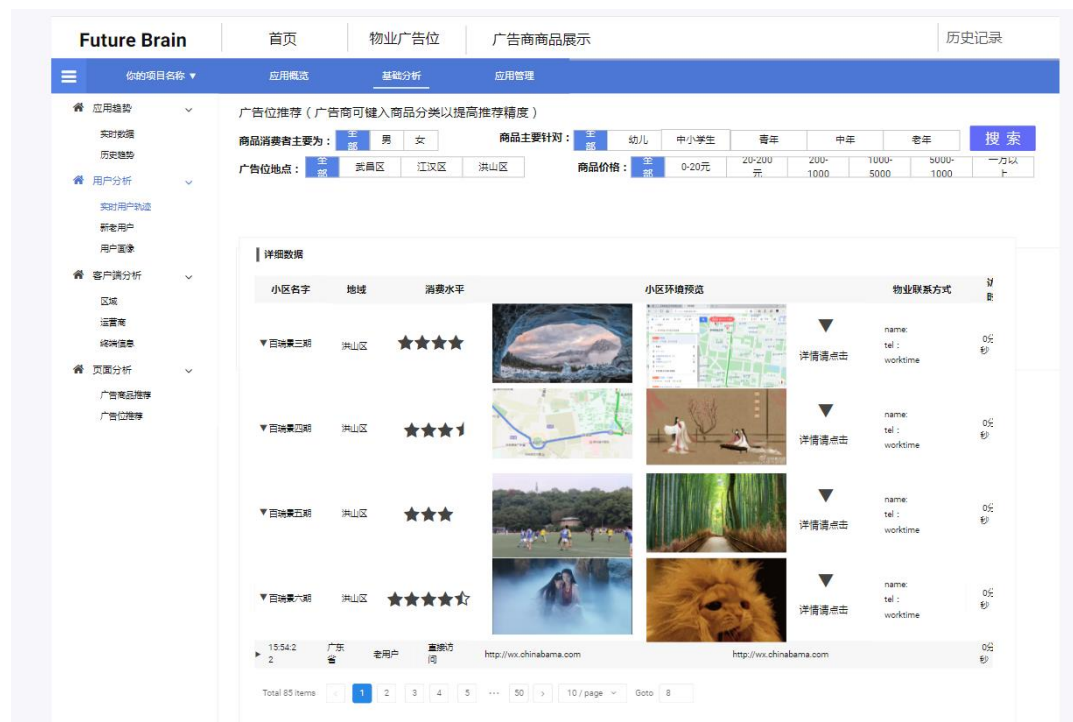 Future Brain
首页
物业广告位
广告商商品展示
历史记录
你的项目名称 ▼
应用概览
基础分析
应用管理
应用趋势
实时数据
历史趋势
用户分析
实时用户轨迹
新老用户
用户画像
客户端分析
区域
运营商
终端信息
页面分析
广告商品推荐
广告位推荐
广告位推荐（广告商可键入商品分类以提高推荐精度）
商品消费者主要为： 全部 男 女
商品主要针对： 全部 幼儿 中小学生 青年 中年 老年
搜索
广告位地点： 全部 武昌区 江汉区 洪山区
商品价格： 全部 0-20元 20-200元 200-1000 1000-5000 5000-1000 一万以上
详细数据
小区名字 地域 消费水平 小区环境预览 物业联系方式
▼百瑞景三期 洪山区 ★★★★
详情请点击
name:
tel :
worktime
0分
秒
▼百瑞景四期 洪山区
详情请点击
name:
tel :
worktime
0分
秒
▼百瑞景五期 洪山区 ★★★
详情请点击
name:
tel :
worktime
0分
秒
▼百瑞景六期 洪山区
详情请点击
name:
tel :
worktime
0分
秒
15:54:22 广东省 老用户 直接访问 http://wx.chinabama.com http://wx.chinabama.com 0分
秒
Total 85 items 1 2 3 4 5 ••• 50 > 10 / page Goto 8